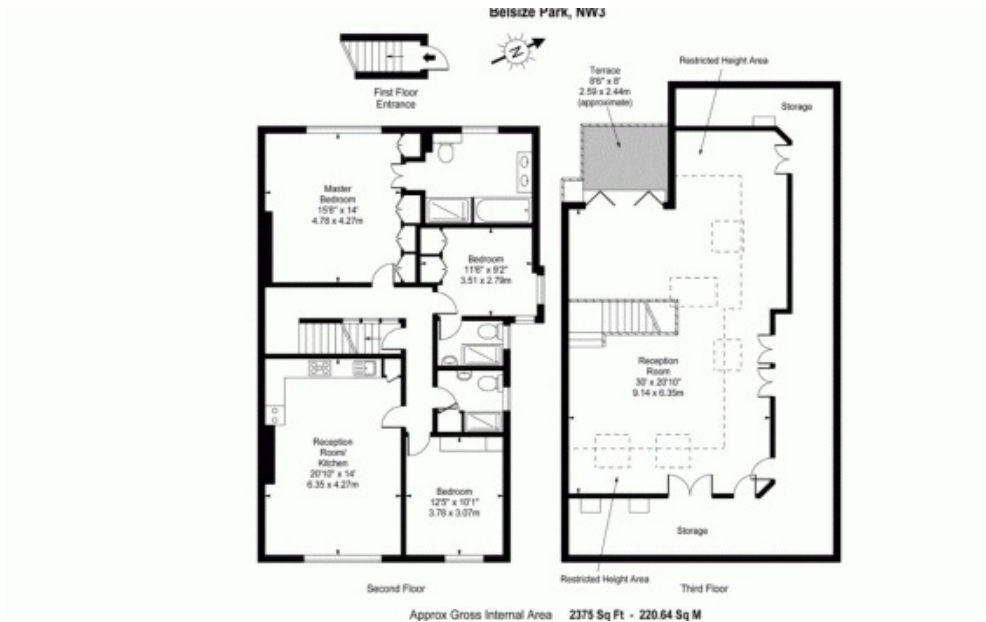 Belsize Park, NW3
First Floor
Entrance
N
Terrace
8'6" x 8'
2.59 x 2.44m
(approximate)
Restricted Height Area
Storage
Master
Bedroom
15'8" x 14'
4.78 x 4.27m
Bedroom
11'6" x 9'2"
3.51 x 2.79m
Reception
Room
30' x 20'10"
9.14 x 6.35m
Reception
Room/
Kitchen
20'10" x 14'
6.35 x 4.27m
Bedroom
12'5" x 10'1"
3.78 x 3.07m
Storage
Restricted Height Area
Second Floor
Third Floor
Approx Gross Internal Area 2375 Sq Ft - 220.64 Sq M